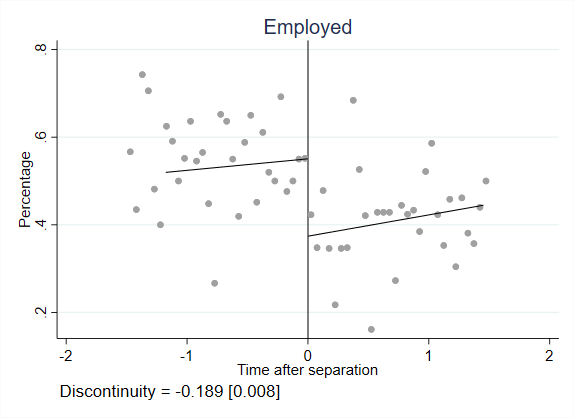 Employed
.8
.6
.4
.2
Percentage
-2 -1 0 1 2
Time after separation
Discontinuity = -0.189 [0.008]